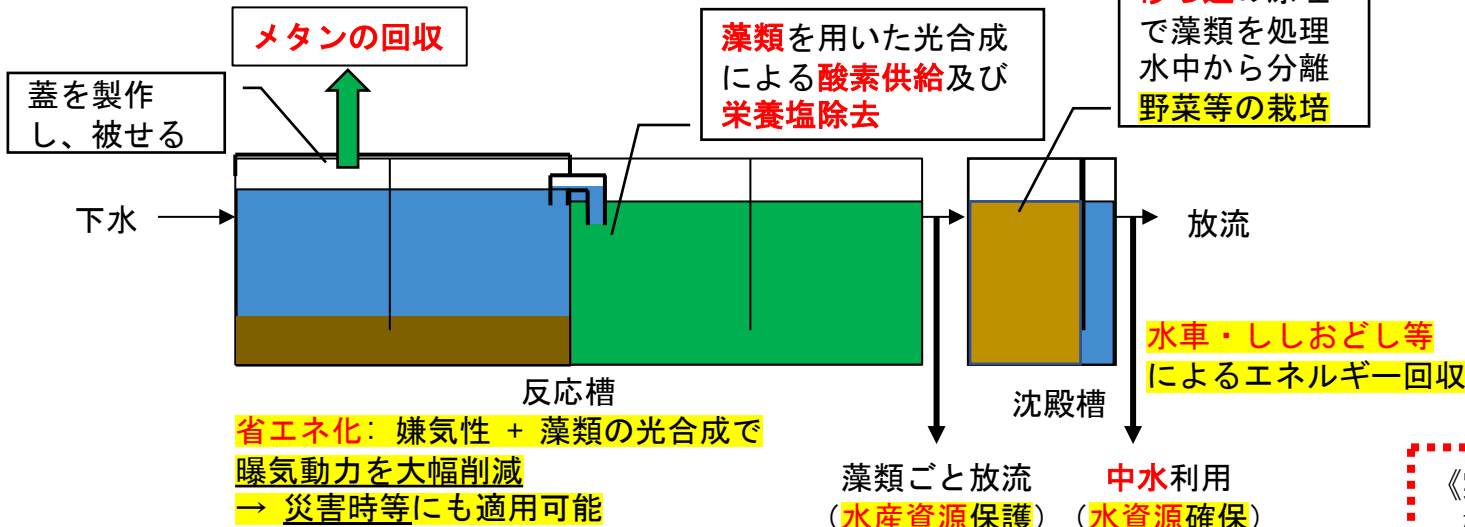 メタンの回収
蓋を製作
し、被せる
藻類を用いた光合成
による酸素供給及び
栄養塩除去
で藻類を処理
水中から分離
野菜等の栽培
下水
放流
反応槽
沈殿槽
水車・ししおどし等
によるエネルギー回収
省エネ化: 嫌気性 + 藻類の光合成で
曝気動力を大幅削減
→ 災害時等にも適用可能
藻類ごと放流
(水産資源保護)
中水利用
(水資源確保)